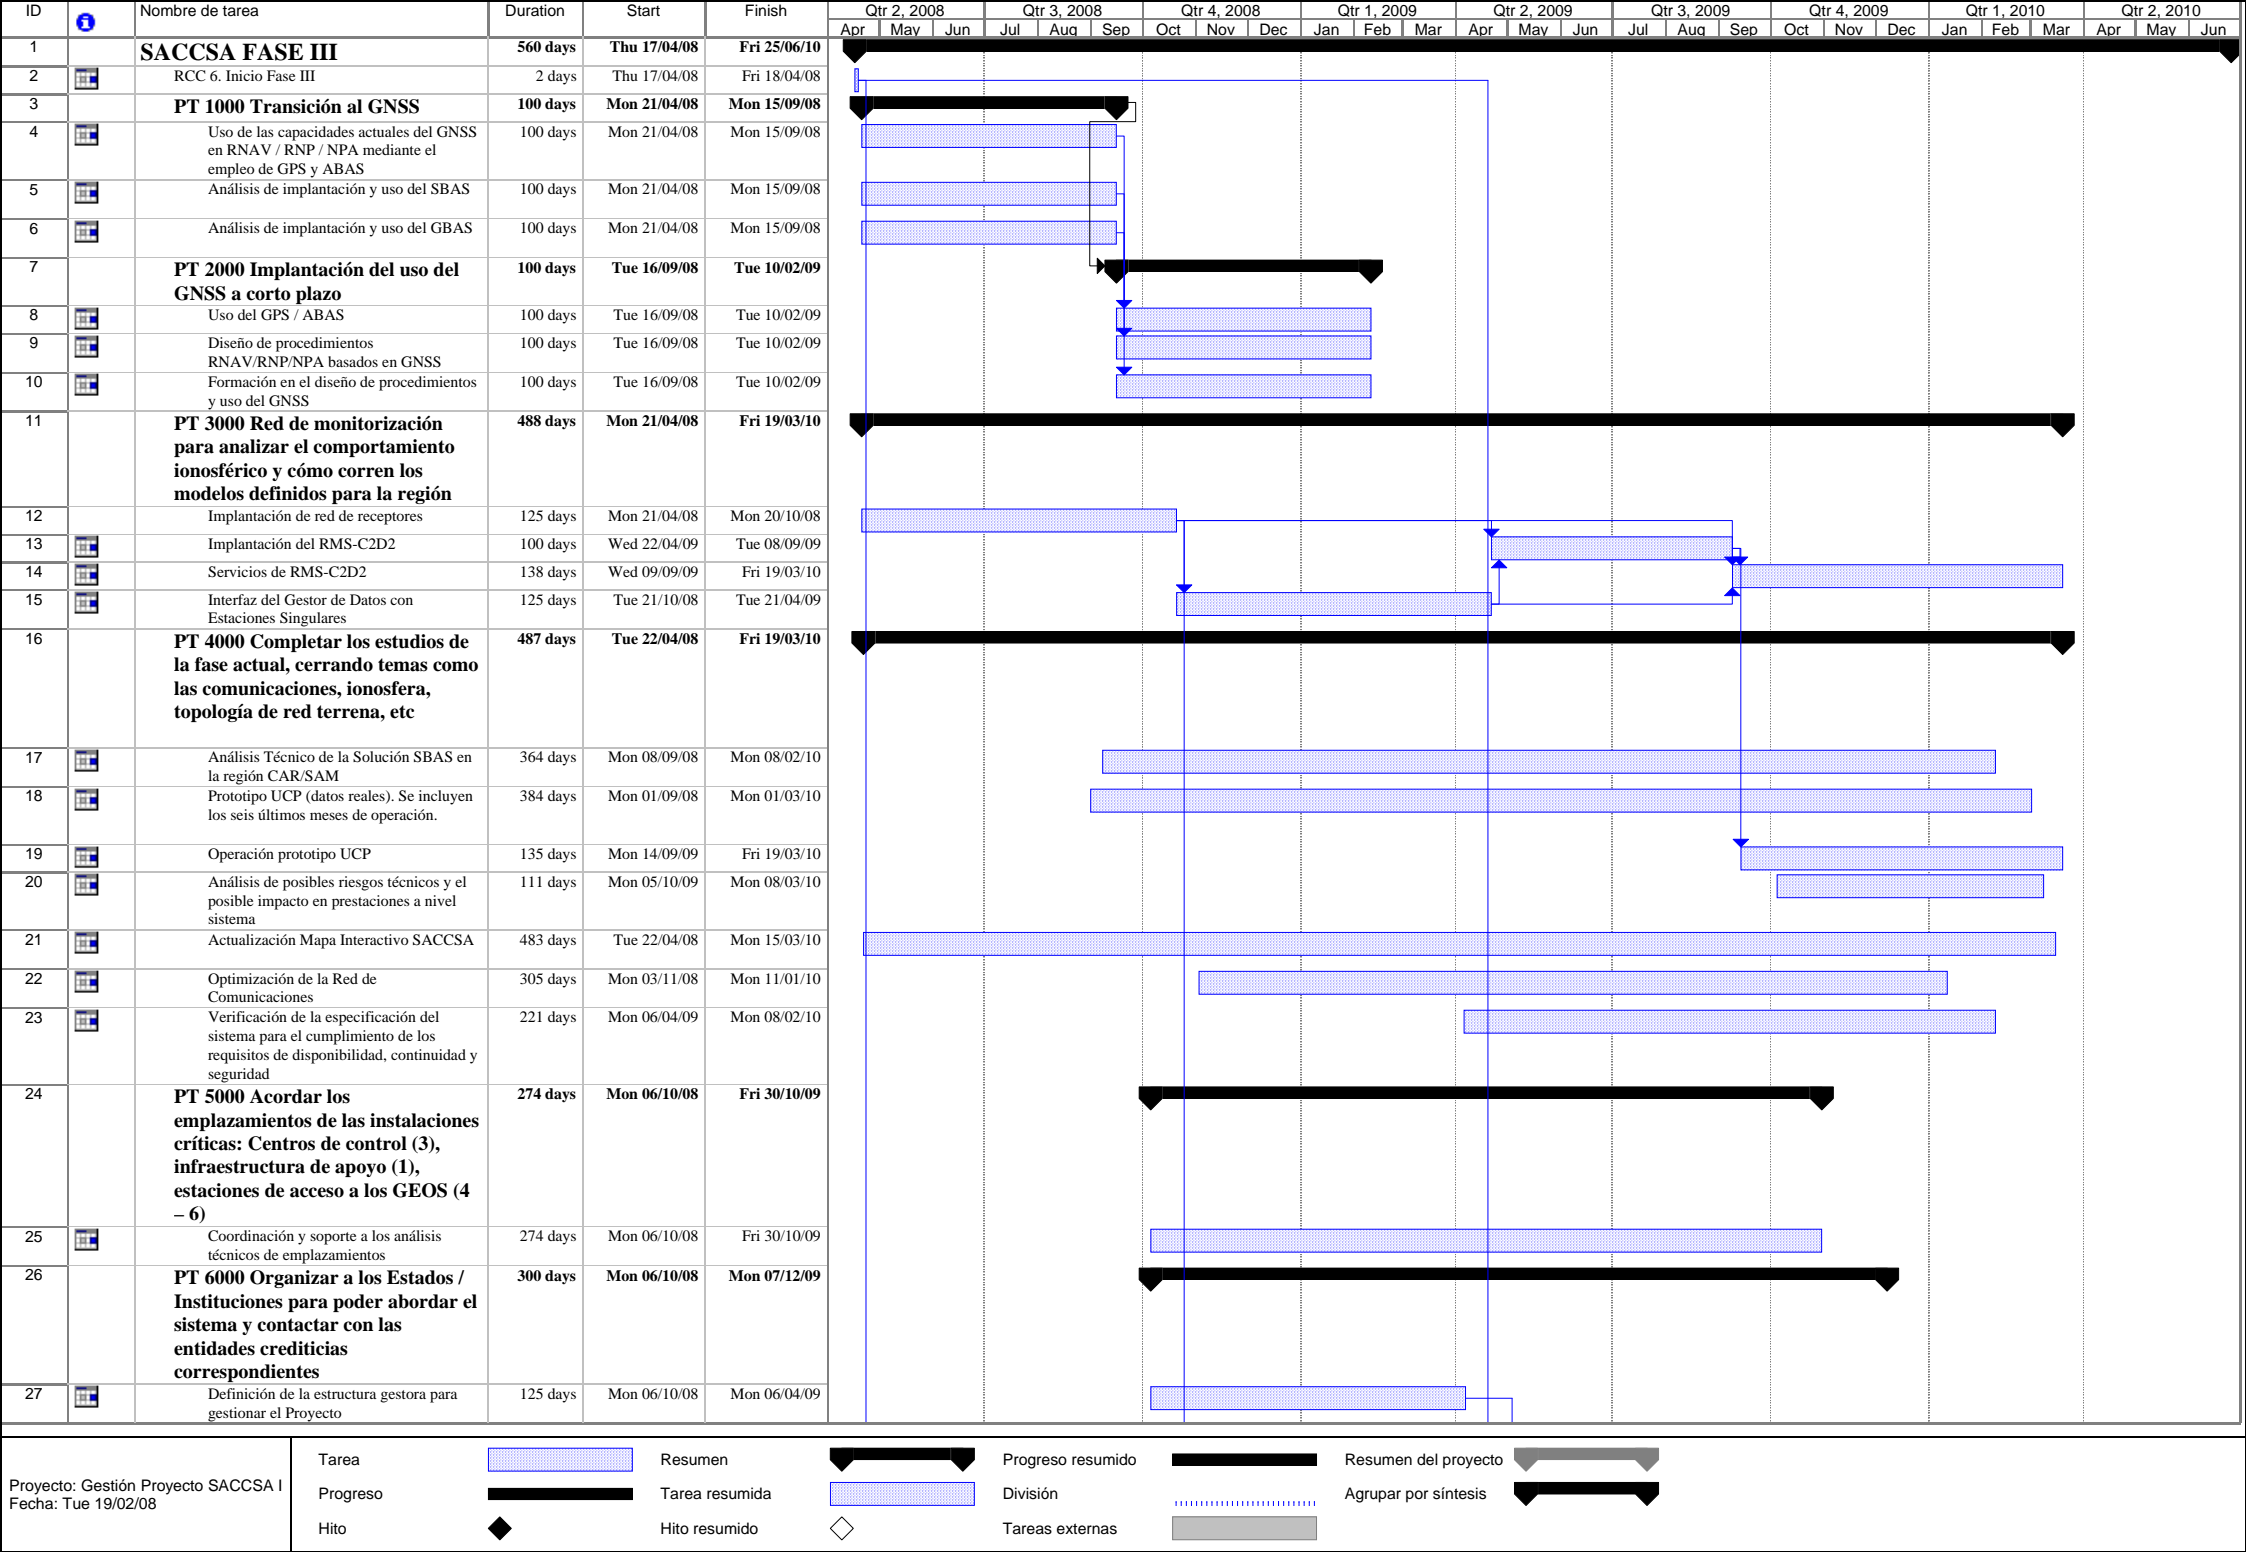 ID Nombre de tarea Duration Start Finish Qtr 2, 2008 Qtr 3, 2008 Qtr 4, 2008 Qtr 1, 2009 Qtr 2, 2009 Qtr 3, 2009 Qtr 4, 2009 Qtr 1, 2010 Qtr 2, 2010
Apr May Jun Jul Aug Sep Oct Nov Dec Jan Feb Mar Apr May Jun Jul Aug Sep Oct Nov Dec Jan Feb Mar Apr May Jun
1 SACCSA FASE III 560 days Thu 17/04/08 Fri 25/06/10
2 RCC 6. Inicio Fase III 2 days Thu 17/04/08 Fri 18/04/08
3 PT 1000 Transición al GNSS 100 days Mon 21/04/08 Mon 15/09/08
4 Uso de las capacidades actuales del GNSS 100 days Mon 21/04/08 Mon 15/09/08
en RNAV / RNP / NPA mediante el
empleo de GPS y ABAS
5 Análisis de implantación y uso del SBAS 100 days Mon 21/04/08 Mon 15/09/08
6 Análisis de implantación y uso del GBAS 100 days Mon 21/04/08 Mon 15/09/08
7 PT 2000 Implantación del uso del 100 days Tue 16/09/08 Tue 10/02/09
GNSS a corto plazo
8 Uso del GPS / ABAS 100 days Tue 16/09/08 Tue 10/02/09
9 Diseño de procedimientos 100 days Tue 16/09/08 Tue 10/02/09
RNAV/RNP/NPA basados en GNSS
10 Formación en el diseño de procedimientos 100 days Tue 16/09/08 Tue 10/02/09
y uso del GNSS
11 PT 3000 Red de monitorización 488 days Mon 21/04/08 Fri 19/03/10
para analizar el comportamiento
ionosférico y cómo corren los
modelos definidos para la región
12 Implantación de red de receptores 125 days Mon 21/04/08 Mon 20/10/08
13 Implantación del RMS-C2D2 100 days Wed 22/04/09 Tue 08/09/09
14 Servicios de RMS-C2D2 138 days Wed 09/09/09 Fri 19/03/10
15 Interfaz del Gestor de Datos con 125 days Tue 21/10/08 Tue 21/04/09
Estaciones Singulares
16 PT 4000 Completar los estudios de 487 days Tue 22/04/08 Fri 19/03/10
la fase actual, cerrando temas como
las comunicaciones, ionosfera,
topología de red terrena, etc
17 Análisis Técnico de la Solución SBAS en 364 days Mon 08/09/08 Mon 08/02/10
la región CAR/SAM
18 Prototipo UCP (datos reales). Se incluyen 384 days Mon 01/09/08 Mon 01/03/10
los seis últimos meses de operación.
19 Operación prototipo UCP 135 days Mon 14/09/09 Fri 19/03/10
20 Análisis de posibles riesgos técnicos y el 111 days Mon 05/10/09 Mon 08/03/10
posible impacto en prestaciones a nivel
sistema
21 Actualización Mapa Interactivo SACCSA 483 days Tue 22/04/08 Mon 15/03/10
22 Optimización de la Red de 305 days Mon 03/11/08 Mon 11/01/10
Comunicaciones
23 Verificación de la especificación del 221 days Mon 06/04/09 Mon 08/02/10
sistema para el cumplimiento de los
requisitos de disponibilidad, continuidad y
seguridad
24 PT 5000 Acordar los 274 days Mon 06/10/08 Fri 30/10/09
emplazamientos de las instalaciones
críticas: Centros de control (3),
infraestructura de apoyo (1),
estaciones de acceso a los GEOS (4
– 6)
25 Coordinación y soporte a los análisis 274 days Mon 06/10/08 Fri 30/10/09
técnicos de emplazamientos
26 PT 6000 Organizar a los Estados / 300 days Mon 06/10/08 Mon 07/12/09
Instituciones para poder abordar el
sistema y contactar con las
entidades crediticias
correspondientes
27 Definición de la estructura gestora para 125 days Mon 06/10/08 Mon 06/04/09
gestionar el Proyecto
Proyecto: Gestión Proyecto SACCSA I
Fecha: Tue 19/02/08
Tarea Resumen Progreso resumido Resumen del proyecto
Progreso Tarea resumida División Agrupar por síntesis
Hito Hito resumido Tareas externas